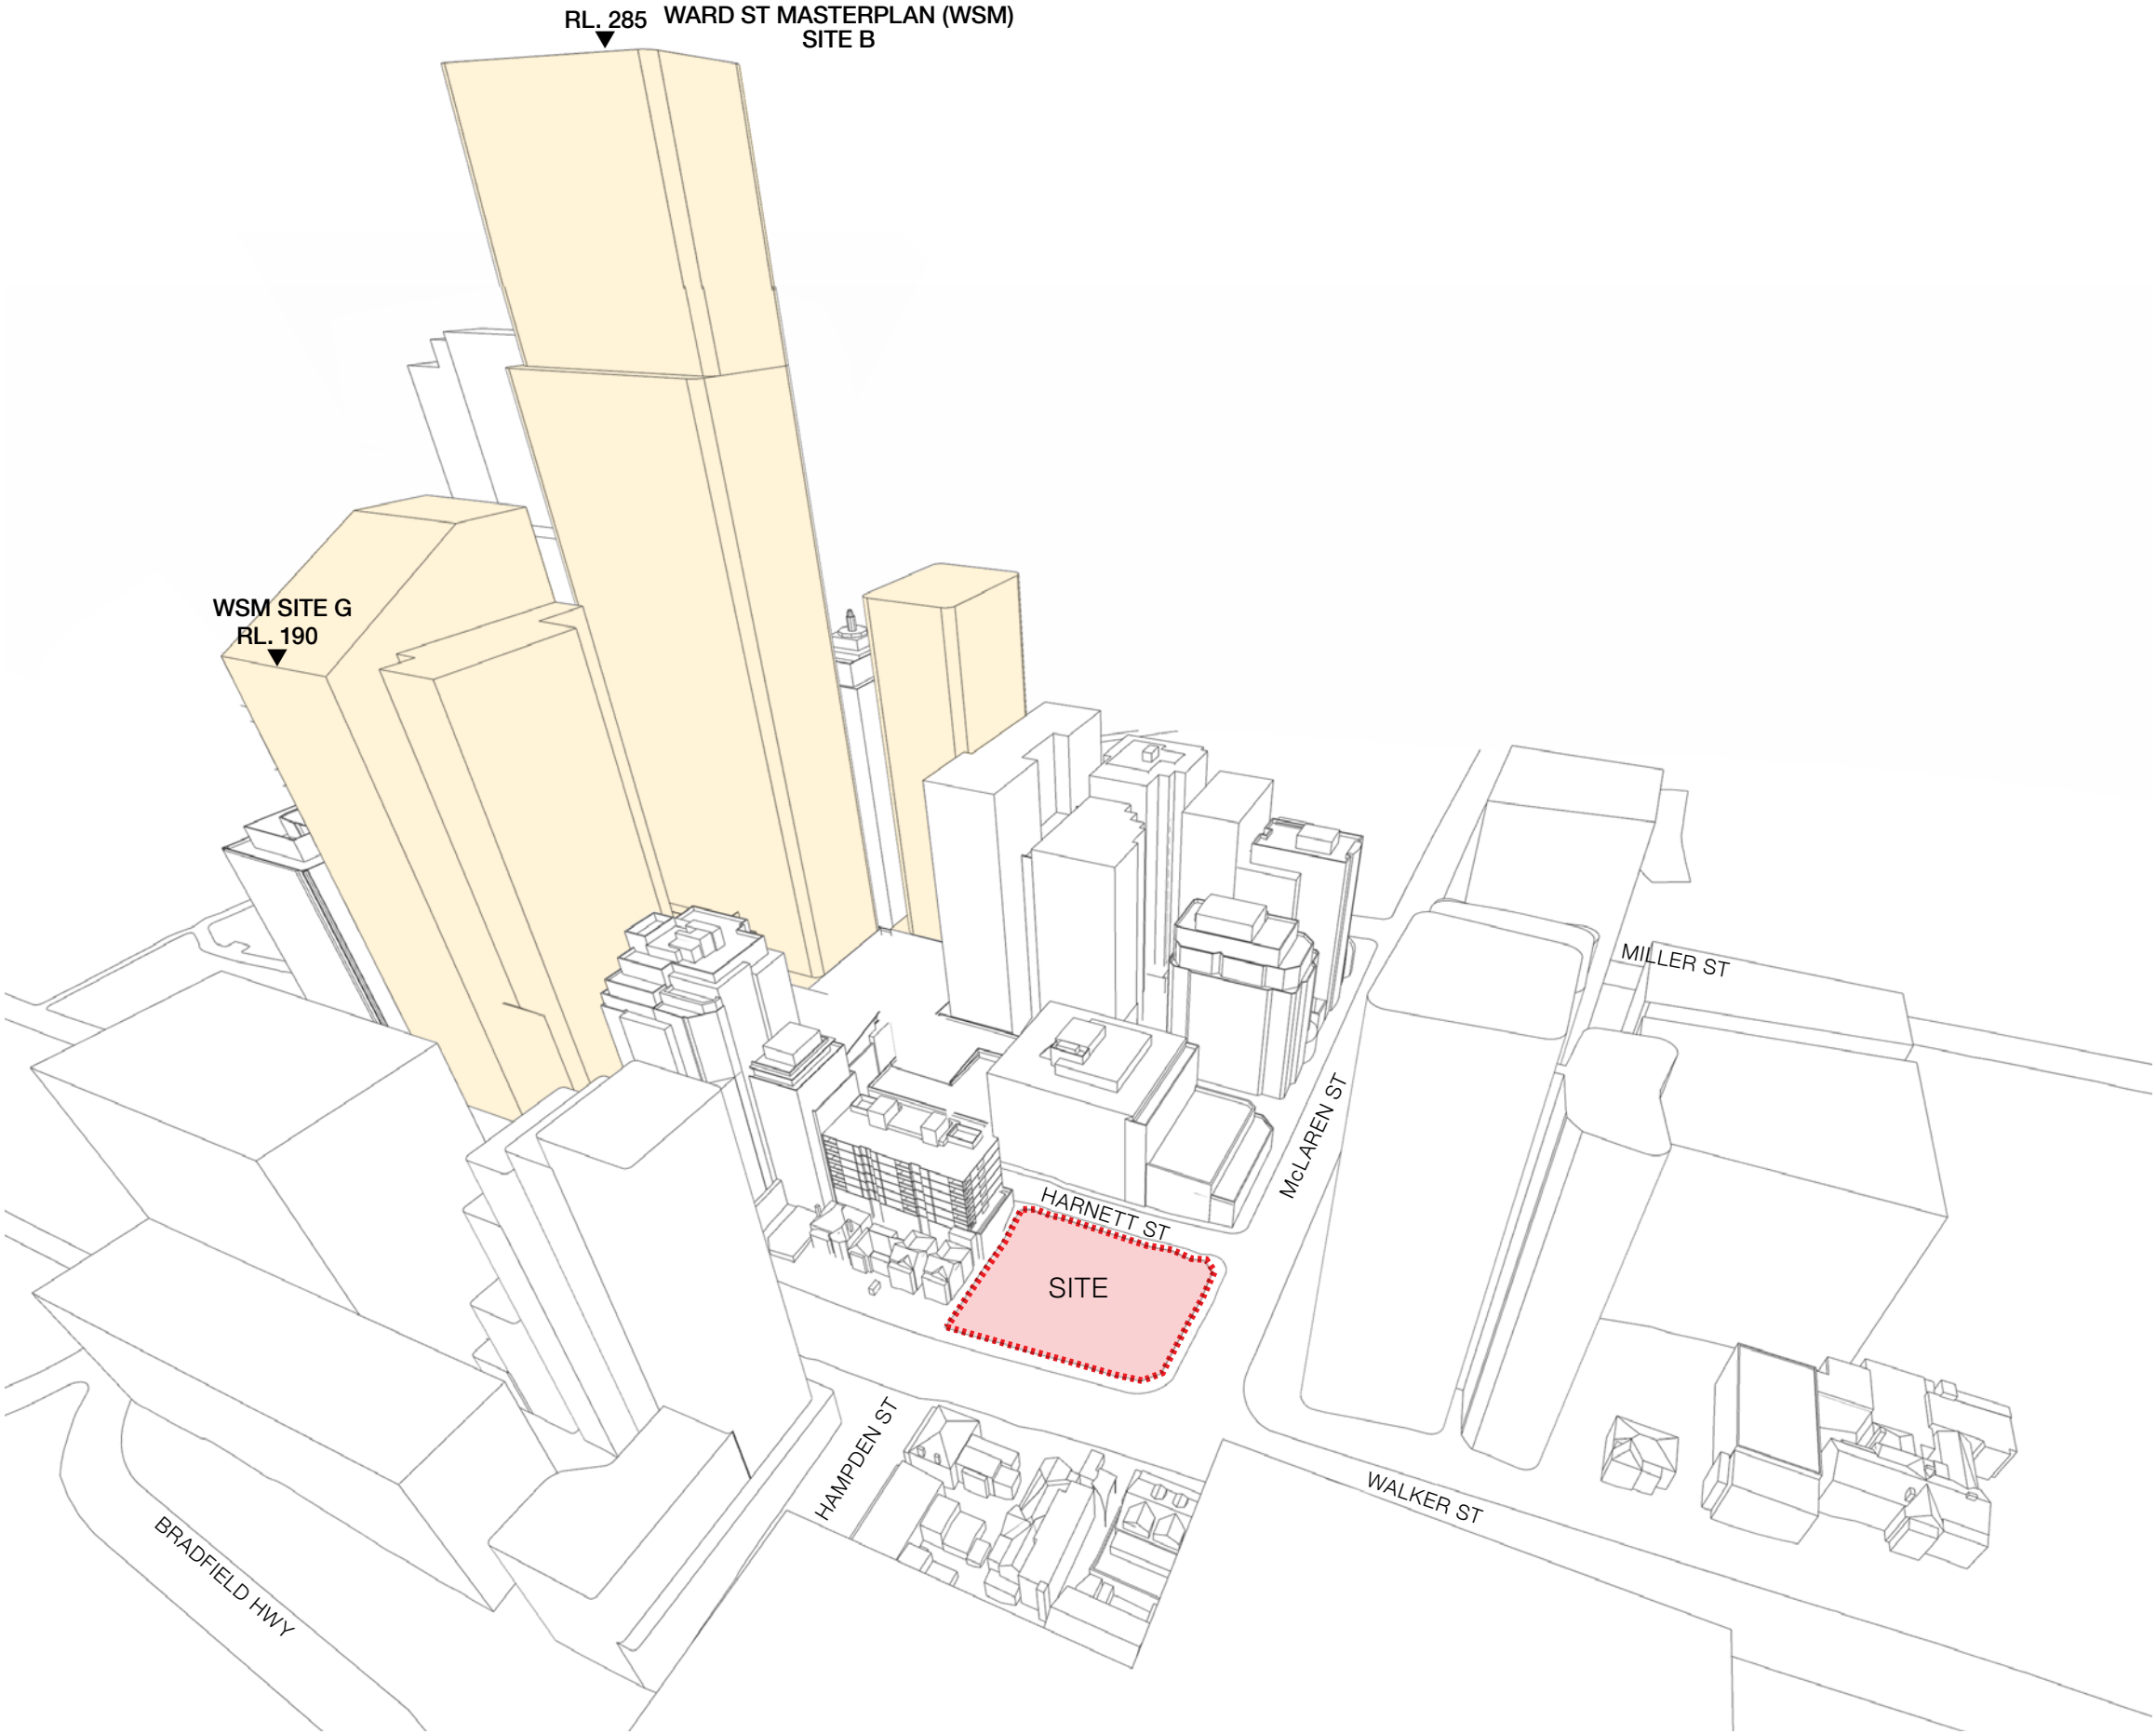 RL. 285
WARD ST MASTERPLAN (WSM)
SITE B
WSM SITE G
RL. 190
MILLER ST
McLAREN ST
HARNETT ST
SITE
HAMPDEN ST
WALKER ST
BRADFIELD HWY